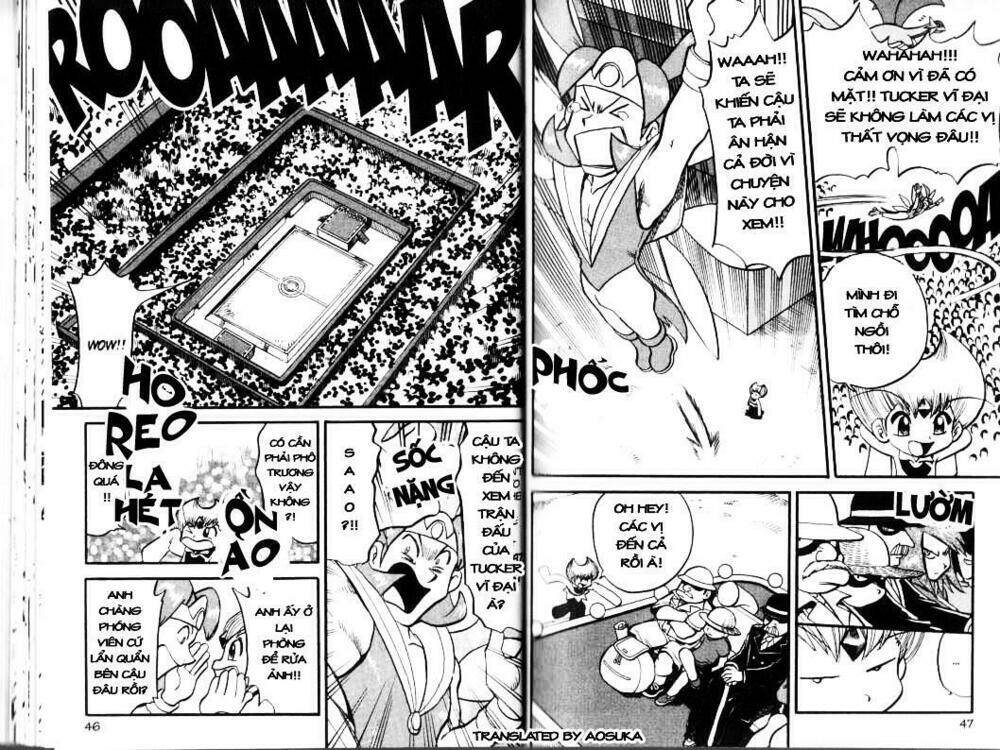 ROOAAAAAAAR
WOW!!
HO
REO
LA
HÉT
ĐÔNG
QUÁ
!!
ỒN
ÀO
CÓ CẦN
PHẢI PHÔ
TRƯƠNG
VẬY
KHÔNG
?!
ANH
CHÀNG
PHÓNG
VIÊN CỨ
LẨN QUẨN
BÊN CẬU
ĐÂU RỒI?
ANH ẤY Ở
LẠI
PHÒNG
ĐỂ RỬA
ẢNH!!
CẬU TA
KHÔNG
ĐẾN
XEM
TRẬN
ĐẤU
CỦA
TUCKER
VĨ ĐẠI
À?
SỐC
NẶNG
S
A
A
O
?!!
46
WAHAHAH!!!
CẢM ƠN VÌ ĐÃ CÓ
MẶT!! TUCKER VĨ ĐẠI
SẼ KHÔNG LÀM CÁC VỊ
THẤT VỌNG ĐÂU!!
WAAAH!!
TA SẼ
KHIẾN CẬU
TA PHẢI
ÂN HẬN
CẢ ĐỜI VÌ
CHUYỆN
NÀY CHO
XEM!!
PHỐC
MÌNH ĐI
TÌM CHỖ
NGỒI
THÔI!
OH HEY!
CÁC VỊ
ĐẾN CẢ
RỒI À!
LƯỜM
...
47
TRANSLATED BY AOSUKA